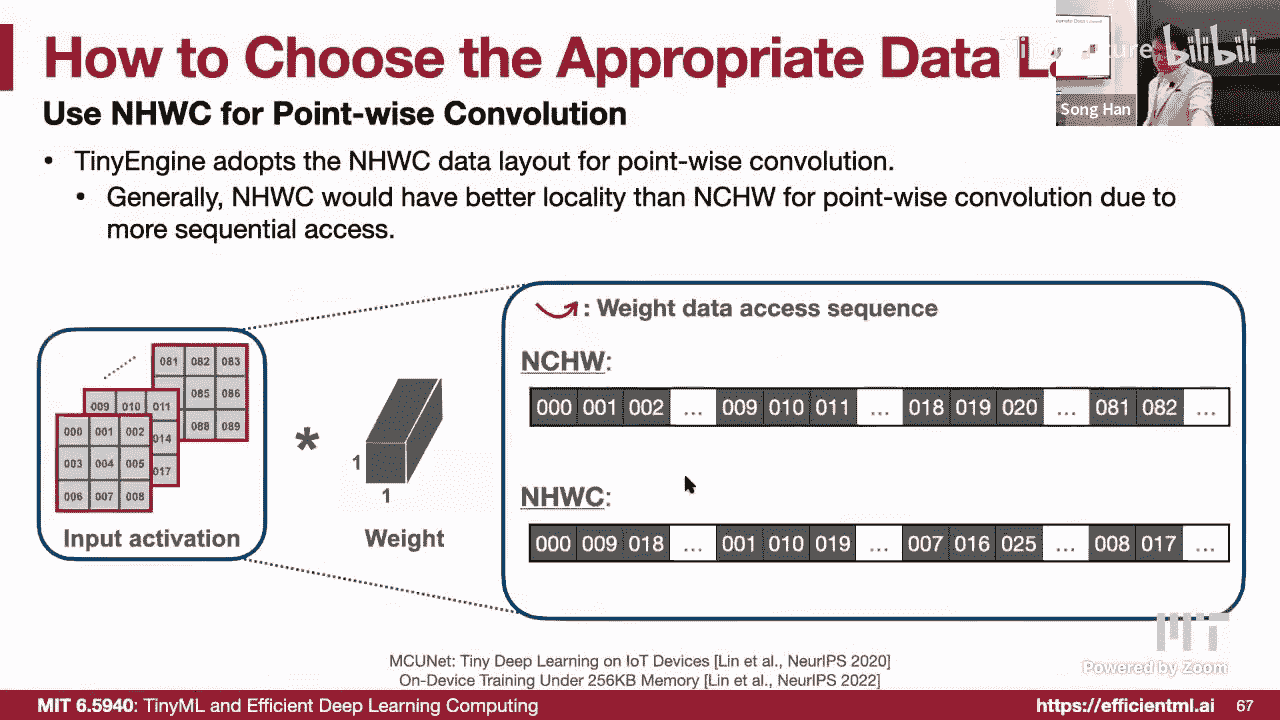 How to Choose the Appropriate Data La
bilibili
Song Han
Use NHWC for Point-wise Convolution
• TinyEngine adopts the NHWC data layout for point-wise convolution.
• Generally, NHWC would have better locality than NCHW for point-wise convolution due to
more sequential access.
: Weight data access sequence
NCHW:
000 001 002 ... 009 010 011 ... 018 019 020 ... 081 082 ...
NHWC:
000 009 018 ... 001 010 019 ... 007 016 025 ... 008 017 ...
081 082 083
085 086
088 089
009 010 011
014
017
000 001 002
003 004 005
006 007 008
*
1
1
Input activation
Weight
MCUNet: Tiny Deep Learning on IoT Devices [Lin et al., NeurIPS 2020]
On-Device Training Under 256KB Memory [Lin et al., NeurIPS 2022]
Powered by Zoom
MIT 6.5940: TinyML and Efficient Deep Learning Computing
https://efficientml.ai
67